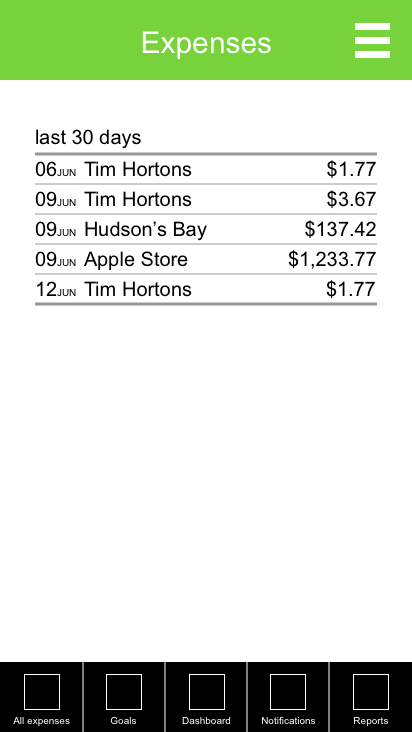 Expenses
last 30 days
06JUN Tim Hortons $1.77
09JUN Tim Hortons $3.67
09JUN Hudson’s Bay $137.42
09JUN Apple Store $1,233.77
12JUN Tim Hortons $1.77
All expenses Goals Dashboard Notifications Reports